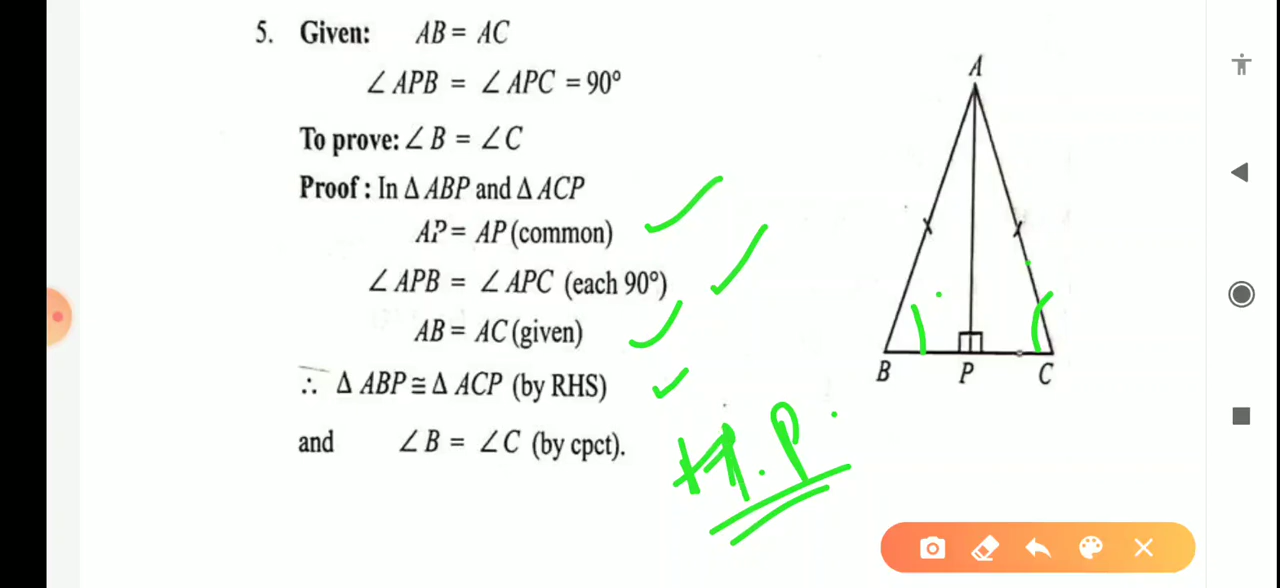 5. Given: AB = AC
∠APB = ∠APC = 90°
To prove: ∠B = ∠C
Proof : In Δ ABP and Δ ACP
AP = AP (common)
∠APB = ∠APC (each 90°)
AB = AC (given)
∴ Δ ABP ≅ Δ ACP (by RHS)
and ∠B = ∠C (by cpct).
H.P.
A
B P C